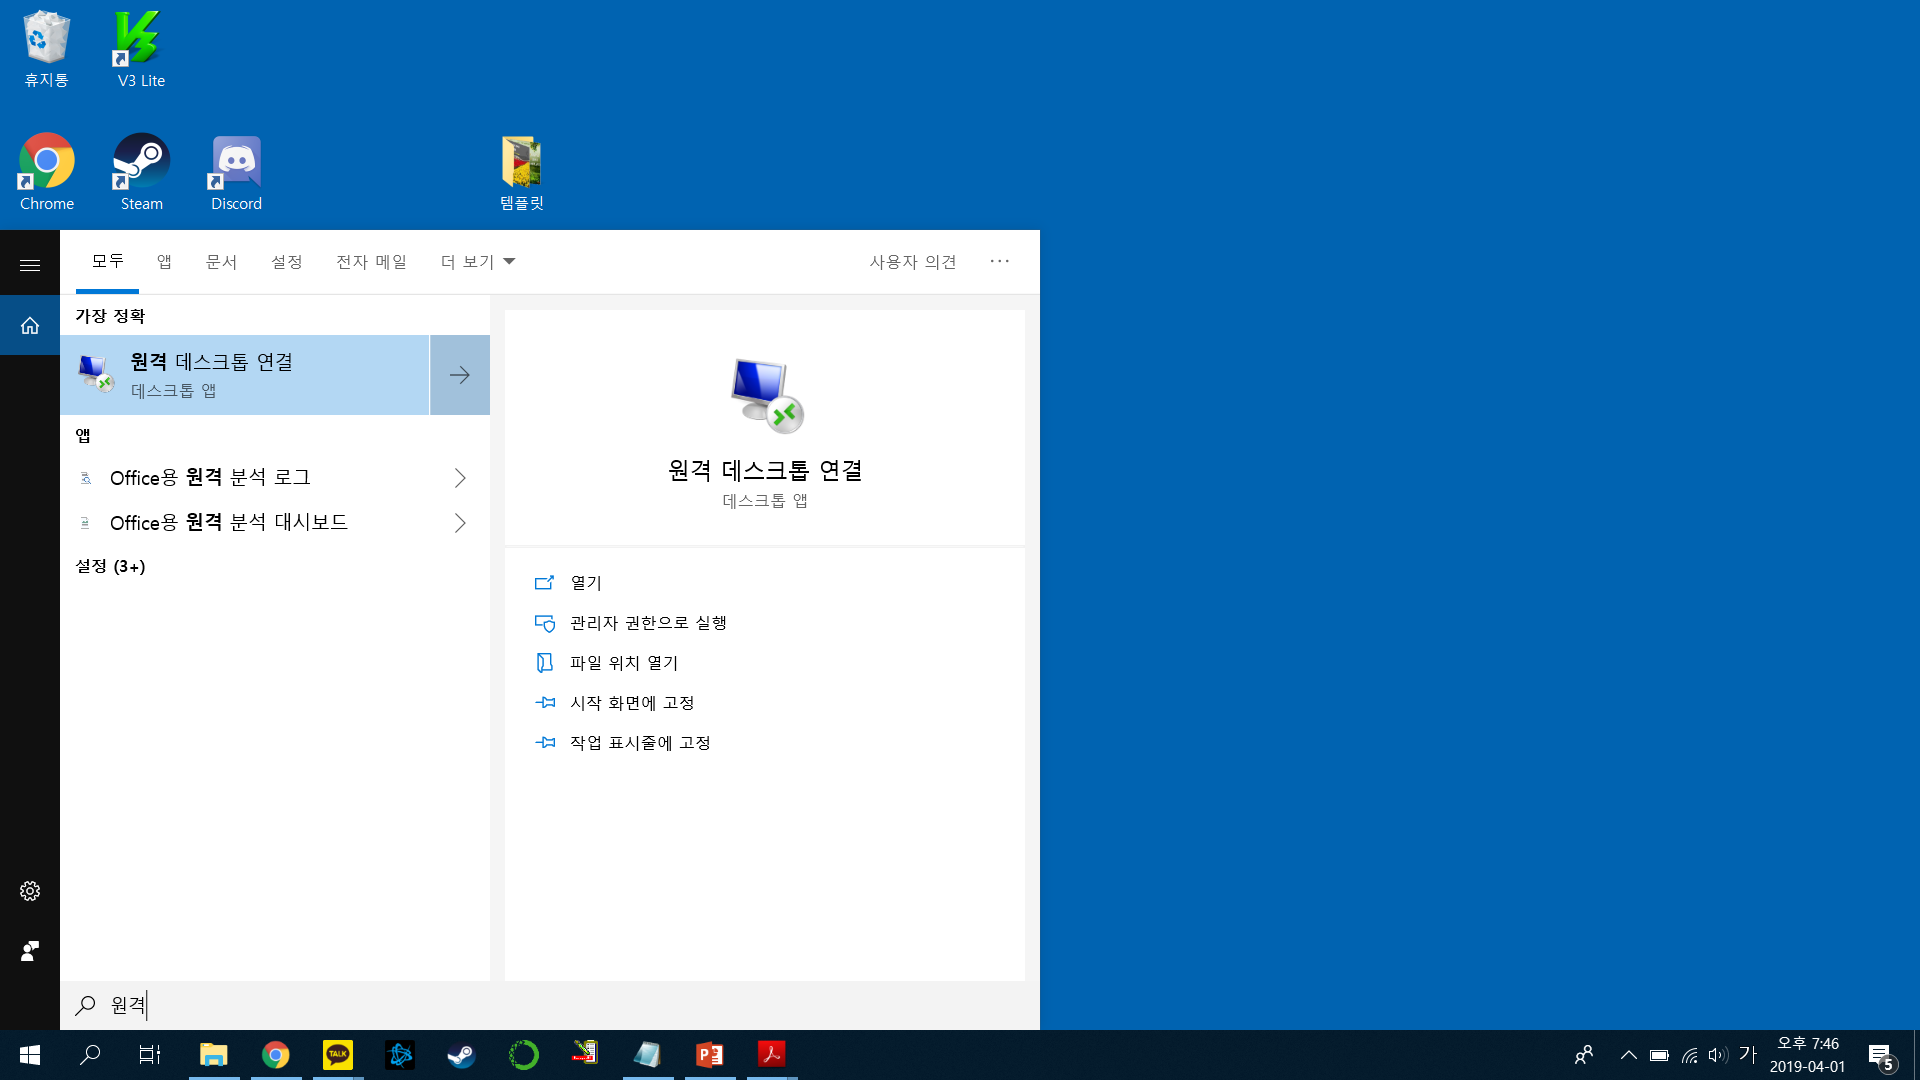 휴지통
V3 Lite
Chrome
Steam
Discord
템플릿
모두
앱
문서
설정
전자 메일
더 보기
사용자 의견
가장 정확
원격 데스크톱 연결
데스크톱 앱
앱
Office용 원격 분석 로그
Office용 원격 분석 대시보드
설정 (3+)
원격 데스크톱 연결
데스크톱 앱
열기
관리자 권한으로 실행
파일 위치 열기
시작 화면에 고정
작업 표시줄에 고정
원격
TALK
가
오후 7:46
2019-04-01
5